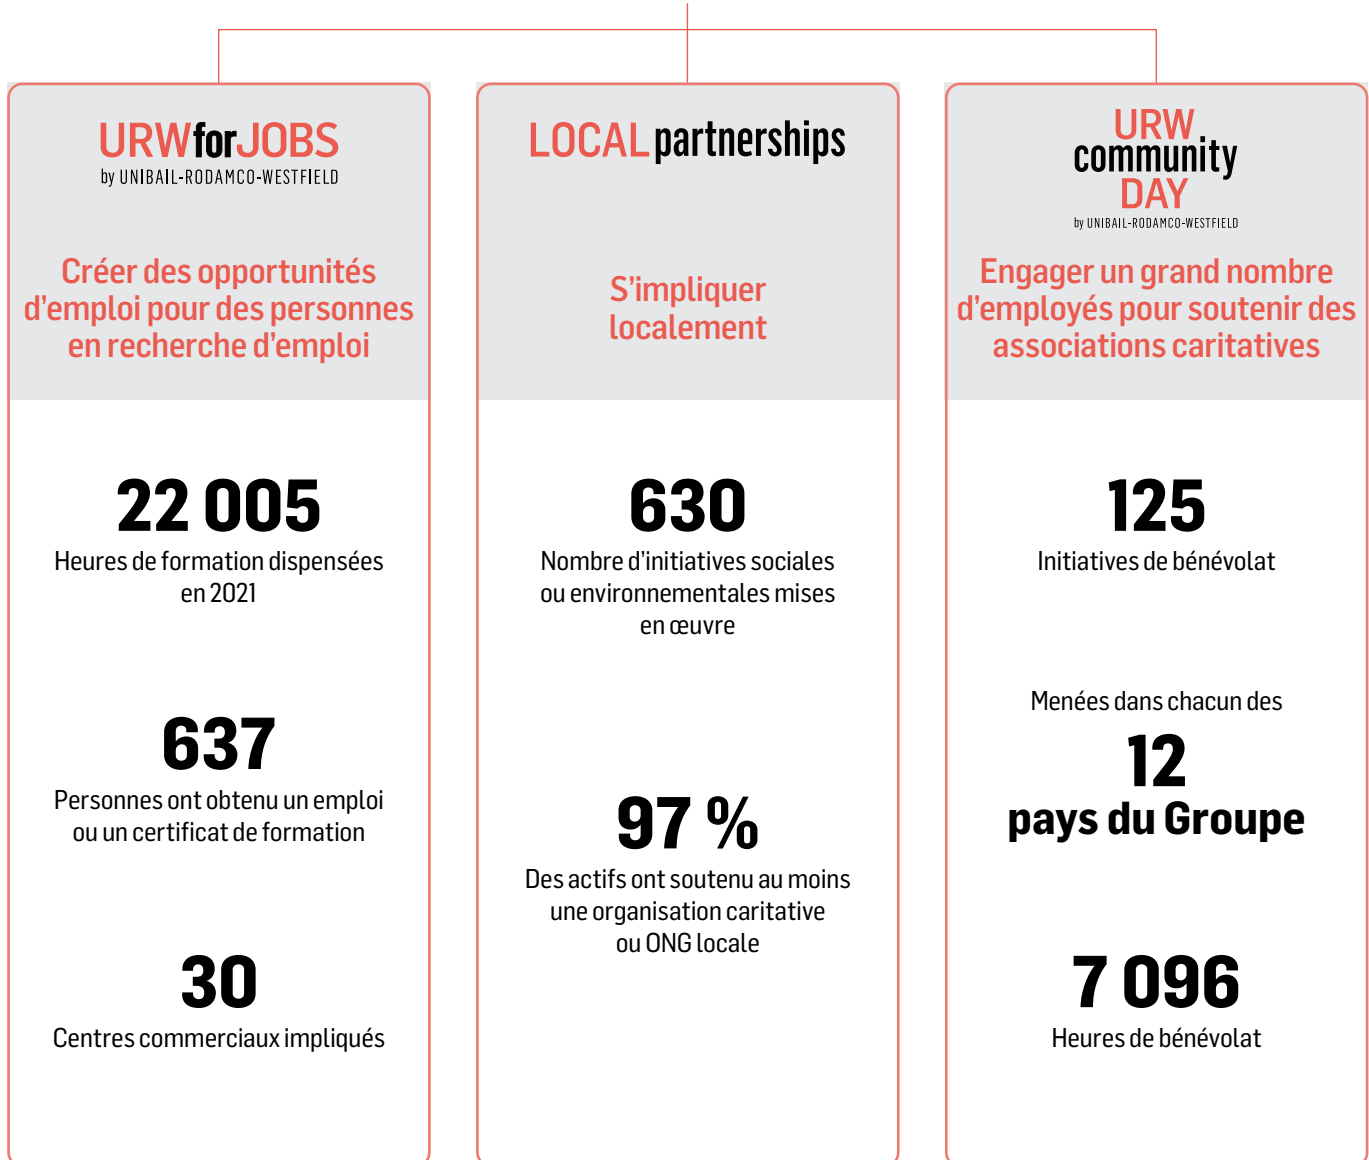 URWforJOBS
by UNIBAIL-RODAMCO-WESTFIELD
Créer des opportunités
d'emploi pour des personnes
en recherche d'emploi
22 005
Heures de formation dispensées
en 2021
637
Personnes ont obtenu un emploi
ou un certificat de formation
30
Centres commerciaux impliqués
LOCAL partnerships
S'impliquer
localement
630
Nombre d'initiatives sociales
ou environnementales mises
en œuvre
97 %
Des actifs ont soutenu au moins
une organisation caritative
ou ONG locale
URW
community
DAY
by UNIBAIL-RODAMCO-WESTFIELD
Engager un grand nombre
d'employés pour soutenir des
associations caritatives
125
Initiatives de bénévolat
Menées dans chacun des
12
pays du Groupe
7 096
Heures de bénévolat